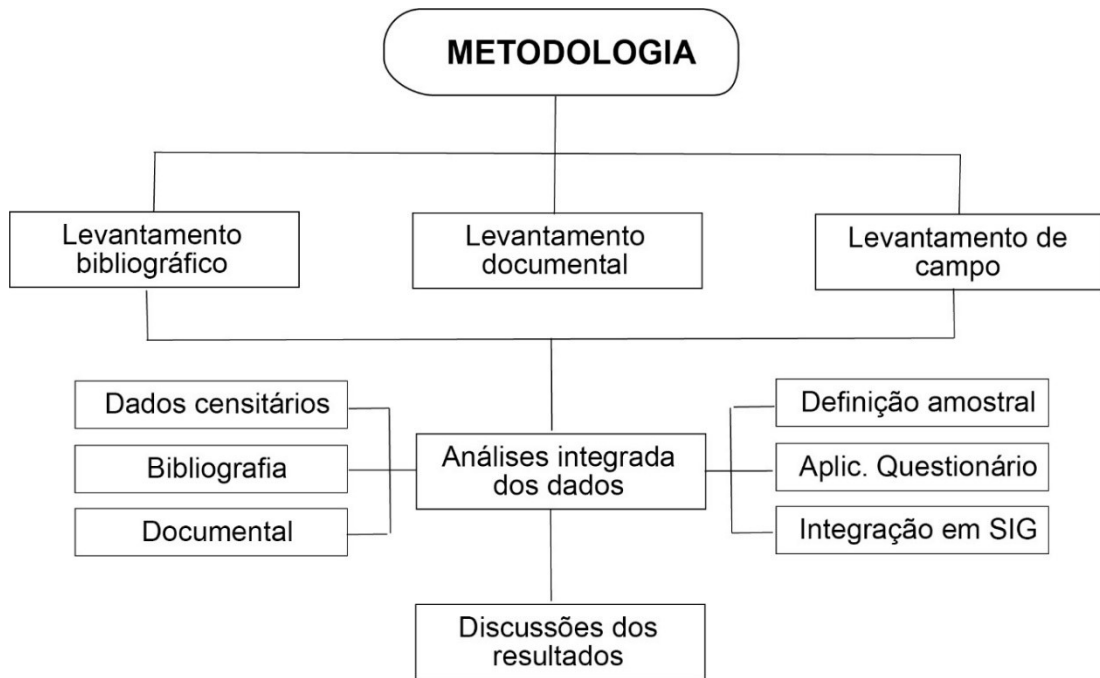 METODOLOGIA
Levantamento
bibliográfico
Levantamento
documental
Levantamento de
campo
Dados censitários
Bibliografia
Documental
Análises integrada
dos dados
Definição amostral
Aplic. Questionário
Integração em SIG
Discussões dos
resultados